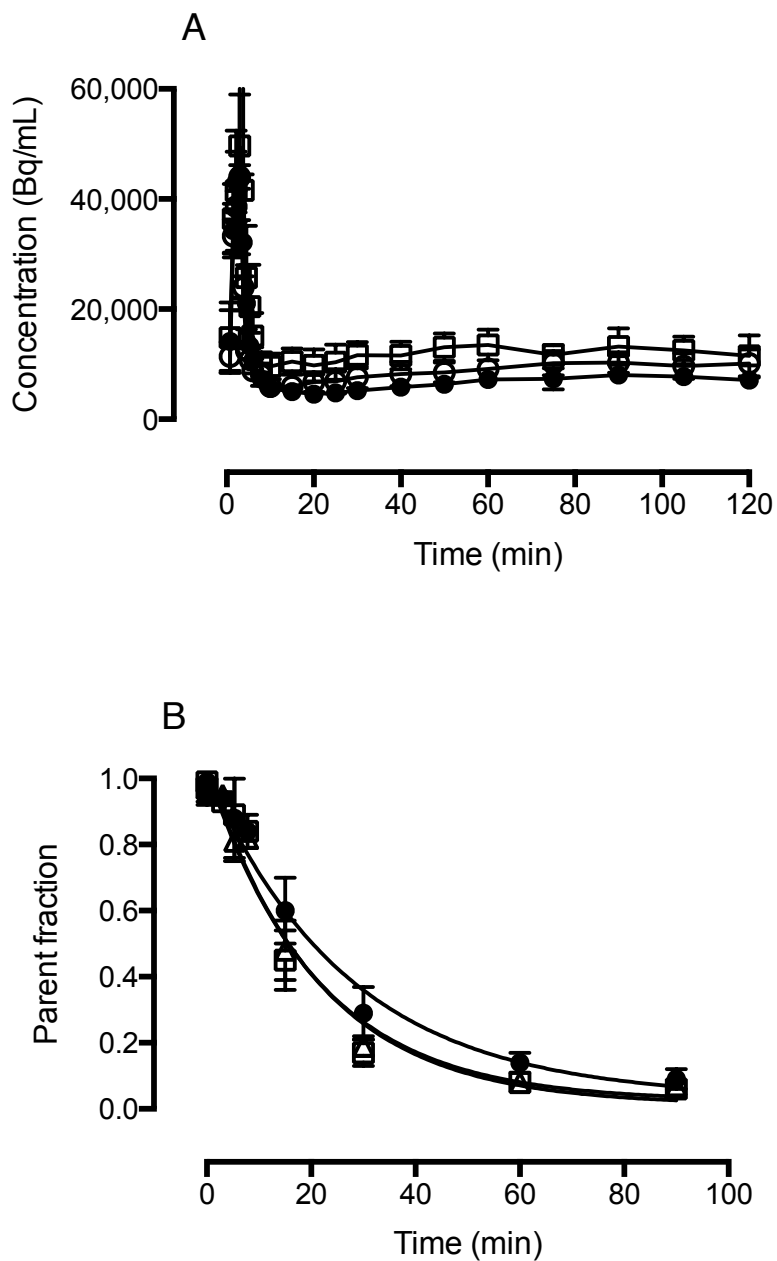 A
Concentration (Bq/mL)
60,000
40,000
20,000
0
0 20 40 60 80 100 120
Time (min)
B
Parent fraction
1.0
0.8
0.6
0.4
0.2
0.0
0 20 40 60 80 100
Time (min)